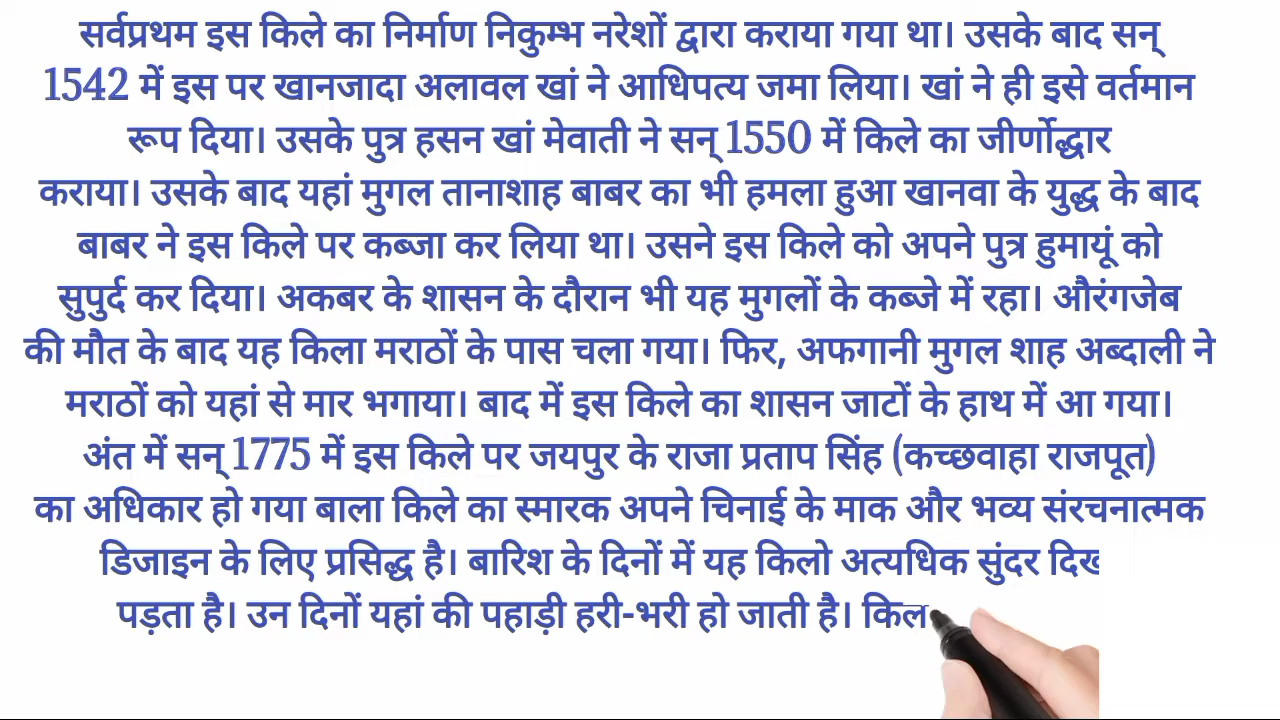 सर्वप्रथम इस किले का निर्माण निकुम्भ नरेशों द्वारा कराया गया था। उसके बाद सन्
1542 में इस पर खानजादा अलावल खां ने आधिपत्य जमा लिया। खां ने ही इसे वर्तमान
रूप दिया। उसके पुत्र हसन खां मेवाती ने सन् 1550 में किले का जीर्णोद्धार
कराया। उसके बाद यहां मुगल तानाशाह बाबर का भी हमला हुआ खानवा के युद्ध के बाद
बाबर ने इस किले पर कब्जा कर लिया था। उसने इस किले को अपने पुत्र हुमायूं को
सुपुर्द कर दिया। अकबर के शासन के दौरान भी यह मुगलों के कब्जे में रहा। औरंगजेब
की मौत के बाद यह किला मराठों के पास चला गया। फिर, अफगानी मुगल शाह अब्दाली ने
मराठों को यहां से मार भगाया। बाद में इस किले का शासन जाटों के हाथ में आ गया।
अंत में सन् 1775 में इस किले पर जयपुर के राजा प्रताप सिंह (कच्छवाहा राजपूत)
का अधिकार हो गया बाला किले का स्मारक अपने चिनाई के माक और भव्य संरचनात्मक
डिजाइन के लिए प्रसिद्ध है। बारिश के दिनों में यह किलो अत्यधिक सुंदर
पड़ता है। उन दिनों यहां की पहाड़ी हरी-भरी हो जाती है।